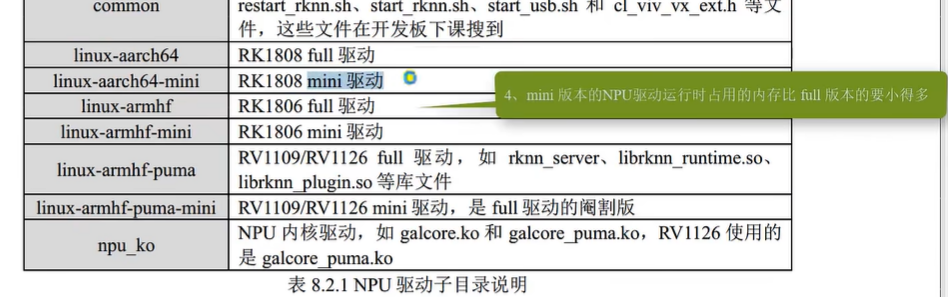 common
restart_rknn.sh、start_rknn.sh、start_usb.sh 和 cl_viv_vx_ext.h 等文
件，这些文件在开发板下课搜到
linux-aarch64
RK1808 full 驱动
linux-aarch64-mini
RK1808 mini 驱动
4、mini 版本的NPU驱动运行时占用的内存比 full 版本的要小得多
linux-armhf
RK1806 full 驱动
linux-armhf-mini
RK1806 mini 驱动
linux-armhf-puma
RV1109/RV1126 full 驱动，如 rknn_server、librknn_runtime.so、
librknn_plugin.so 等库文件
linux-armhf-puma-mini
RV1109/RV1126 mini 驱动，是 full 驱动的阉割版
npu_ko
NPU 内核驱动，如 galcore.ko 和 galcore_puma.ko，RV1126 使用的
是 galcore_puma.ko
表 8.2.1 NPU 驱动子目录说明